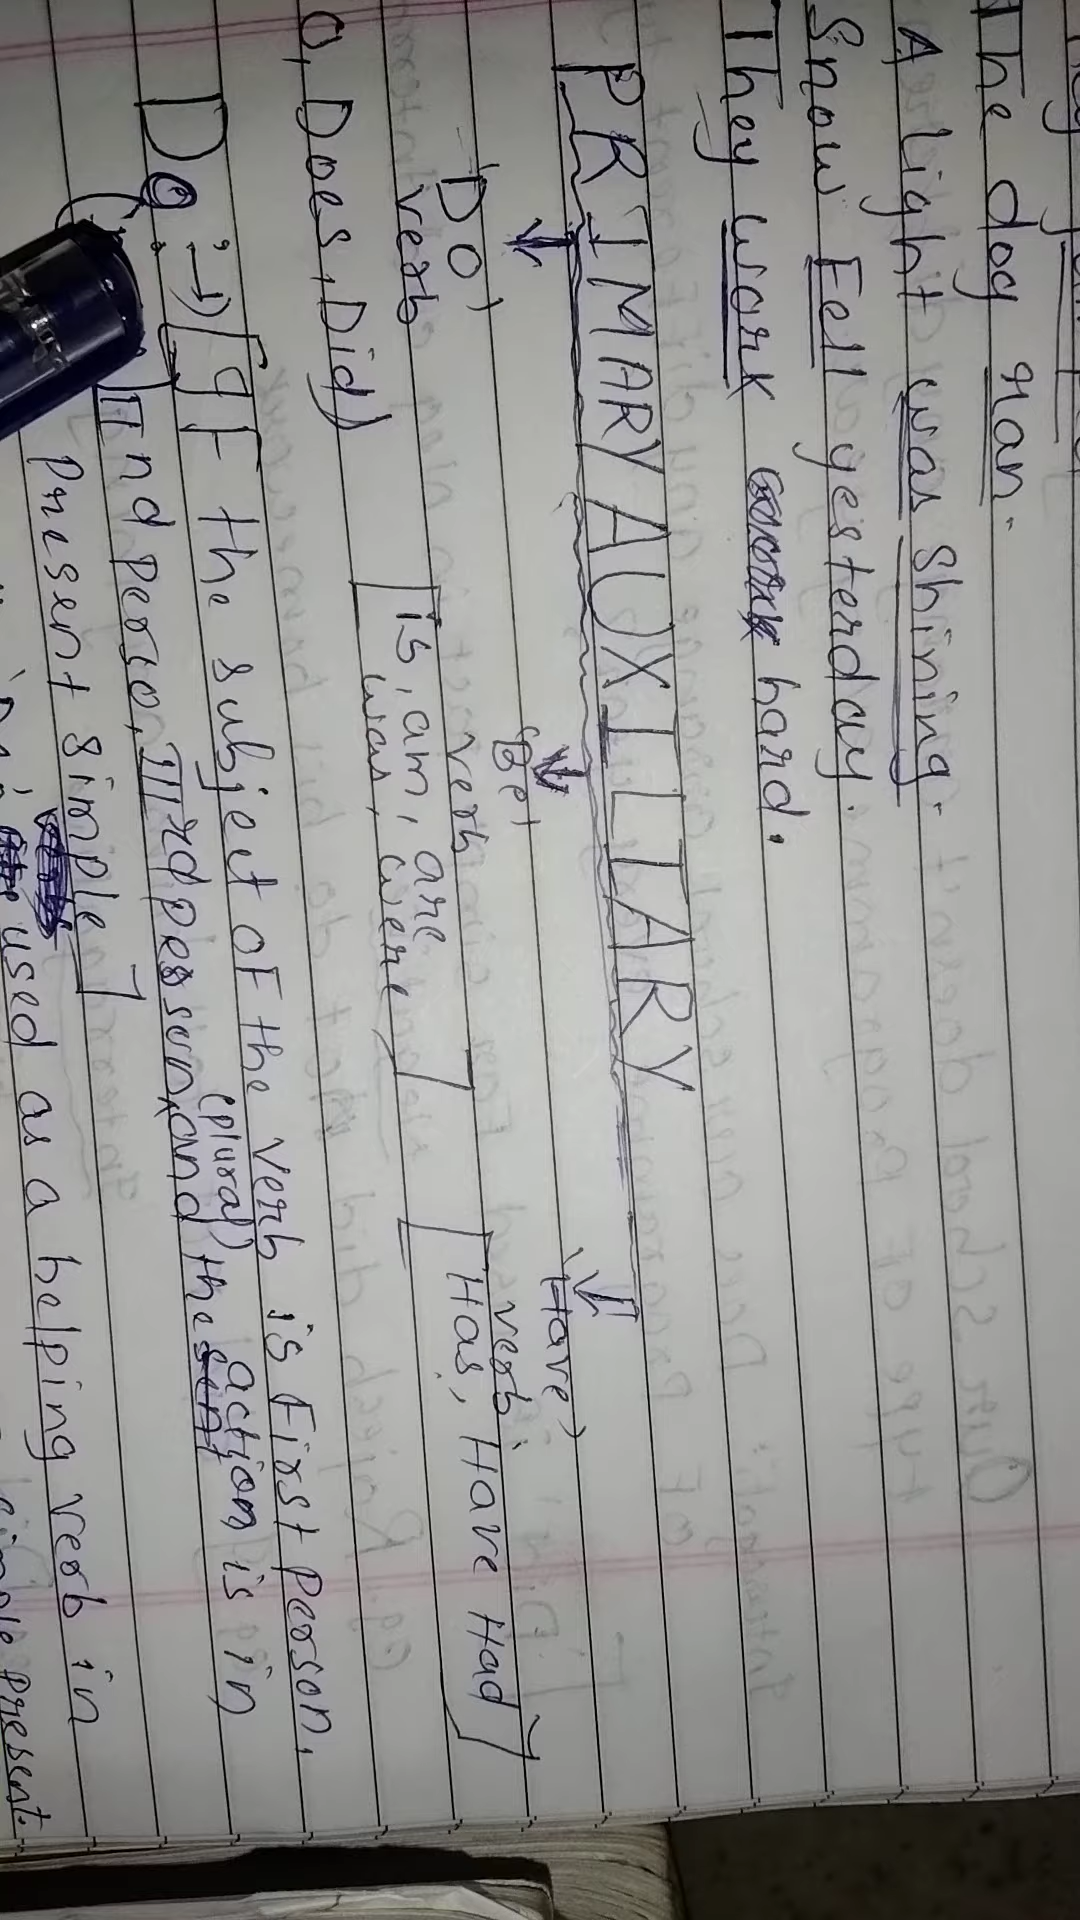 The dog ran.
A light was shining.
Snow Fell yesterday.
They work hard.
PRIMARY AUXILIARY
'DO' 'Be' 'Have'
verb verb verb
Does, Did) [is, am, are [Has, Have Had]
was, were]
Do :→ [IF the subject of the verb is First person,
IInd person, IIIrd person (plural) and the action is in
Present Simple]
used as a helping verb in
Present.